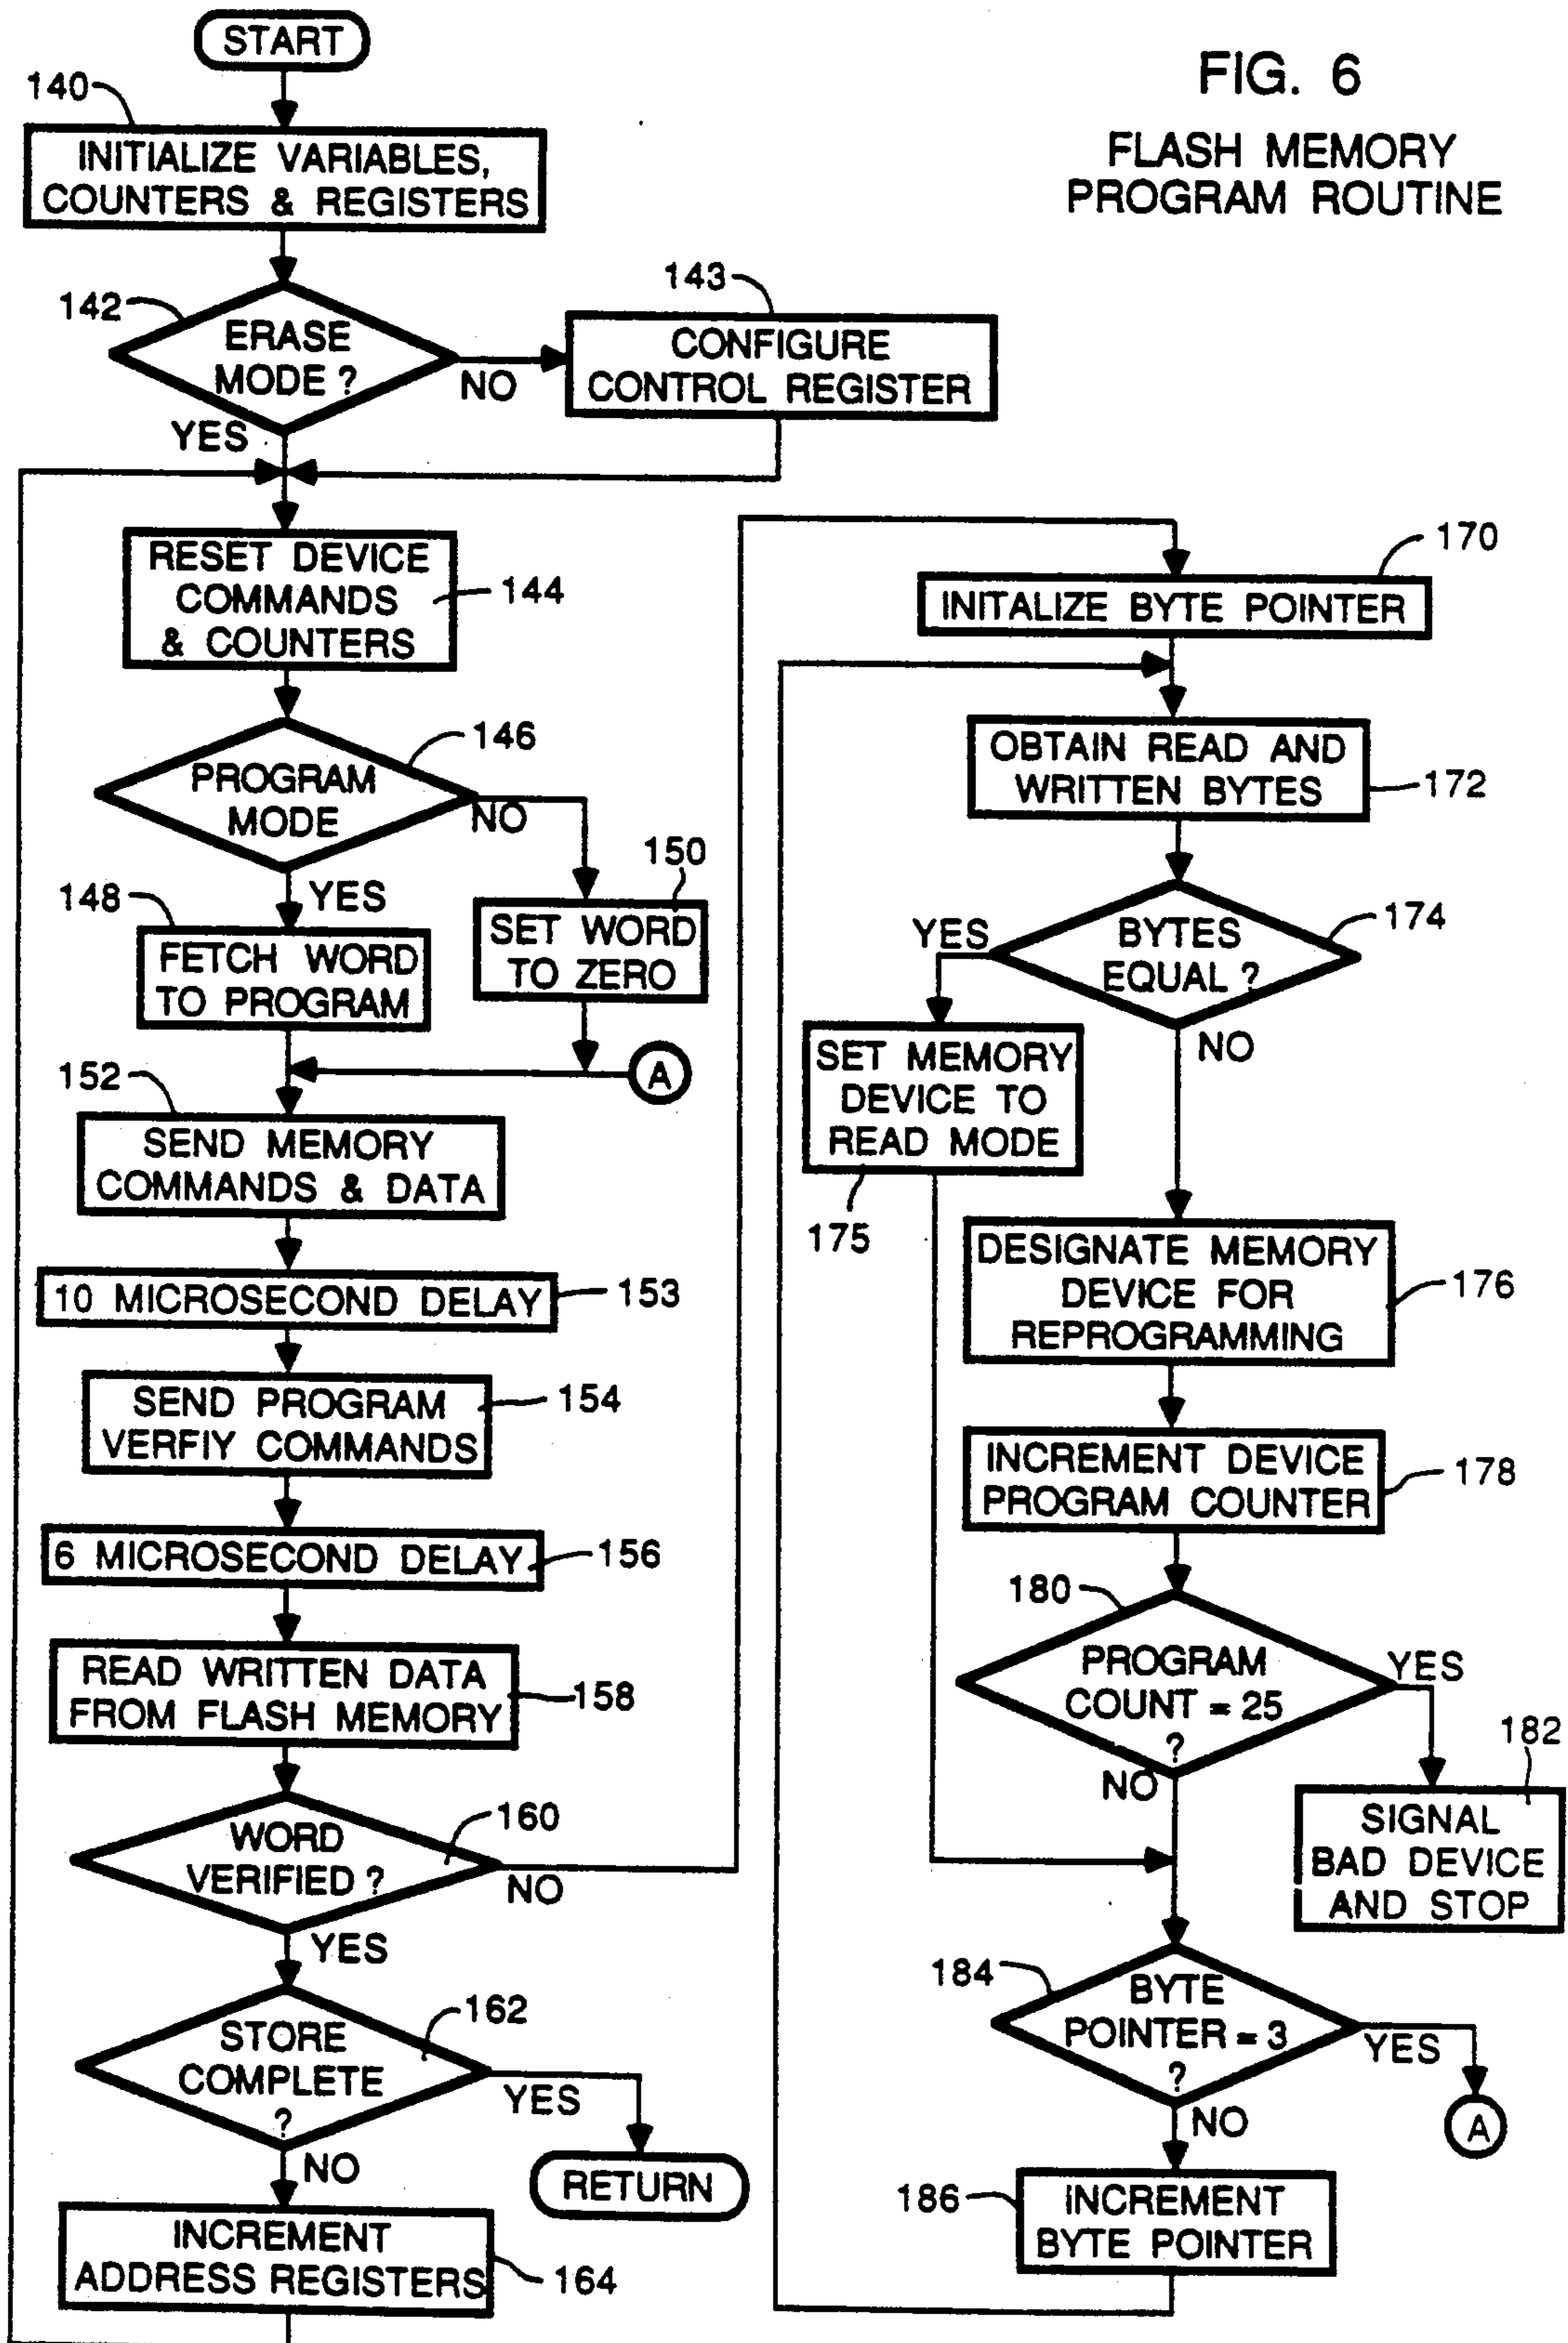 START
FIG. 6
FLASH MEMORY
PROGRAM ROUTINE
140
INITIALIZE VARIABLES,
COUNTERS & REGISTERS
142
ERASE
MODE ?
NO
YES
143
CONFIGURE
CONTROL REGISTER
RESET DEVICE
COMMANDS
& COUNTERS
144
146
PROGRAM
MODE
NO
YES
148
FETCH WORD
TO PROGRAM
150
SET WORD
TO ZERO
A
152
SEND MEMORY
COMMANDS & DATA
10 MICROSECOND DELAY
153
SEND PROGRAM
VERFIY COMMANDS
154
6 MICROSECOND DELAY
156
READ WRITTEN DATA
FROM FLASH MEMORY
158
WORD
VERIFIED ?
160
NO
YES
STORE
COMPLETE
?
162
YES
NO
RETURN
INCREMENT
ADDRESS REGISTERS
164
170
INITALIZE BYTE POINTER
OBTAIN READ AND
WRITTEN BYTES
172
BYTES
EQUAL ?
174
YES
NO
SET MEMORY
DEVICE TO
READ MODE
175
DESIGNATE MEMORY
DEVICE FOR
REPROGRAMMING
176
INCREMENT DEVICE
PROGRAM COUNTER
178
180
PROGRAM
COUNT = 25
?
YES
NO
182
SIGNAL
BAD DEVICE
AND STOP
184
BYTE
POINTER = 3
?
YES
NO
A
186
INCREMENT
BYTE POINTER